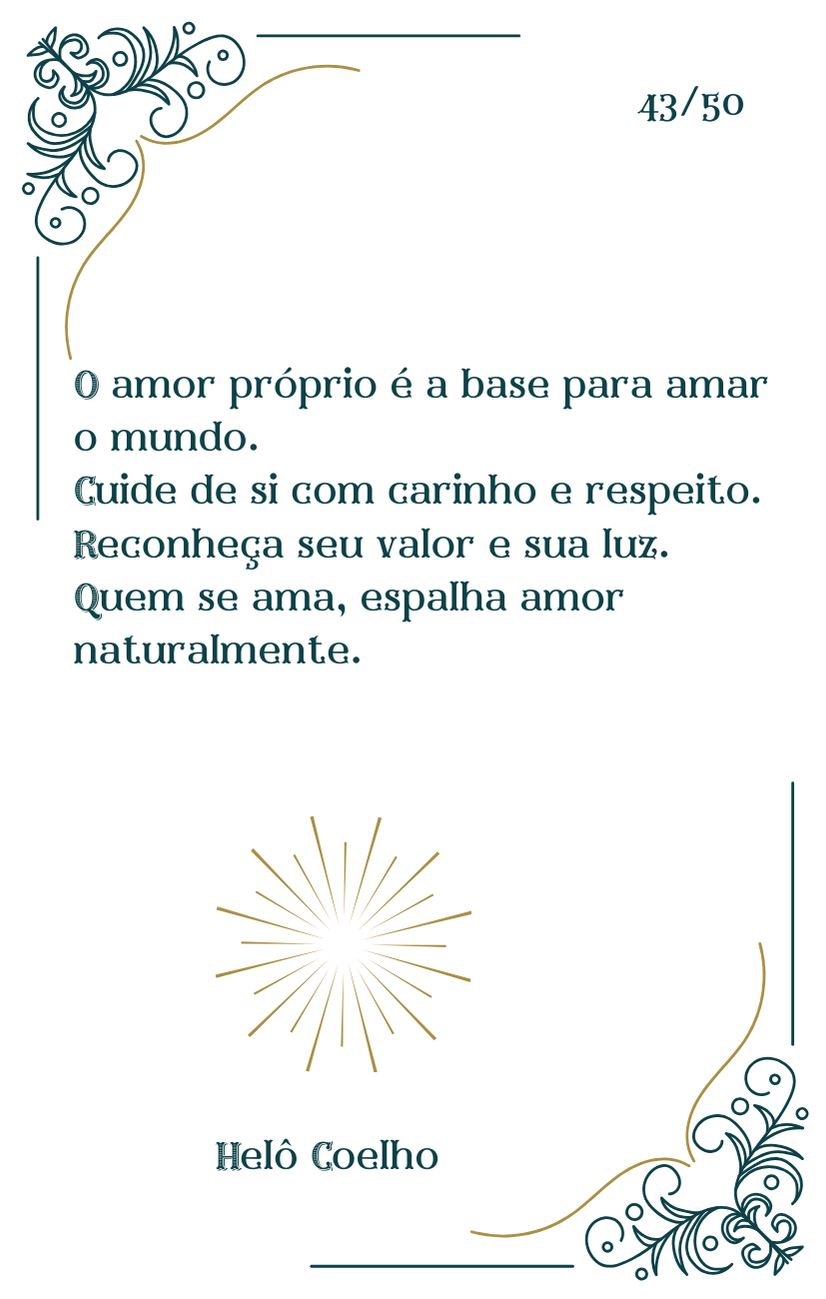 43/50
O amor próprio é a base para amar
o mundo.
Cuide de si com carinho e respeito.
Reconheça seu valor e sua luz.
Quem se ama, espalha amor
naturalmente.
Helô Coelho